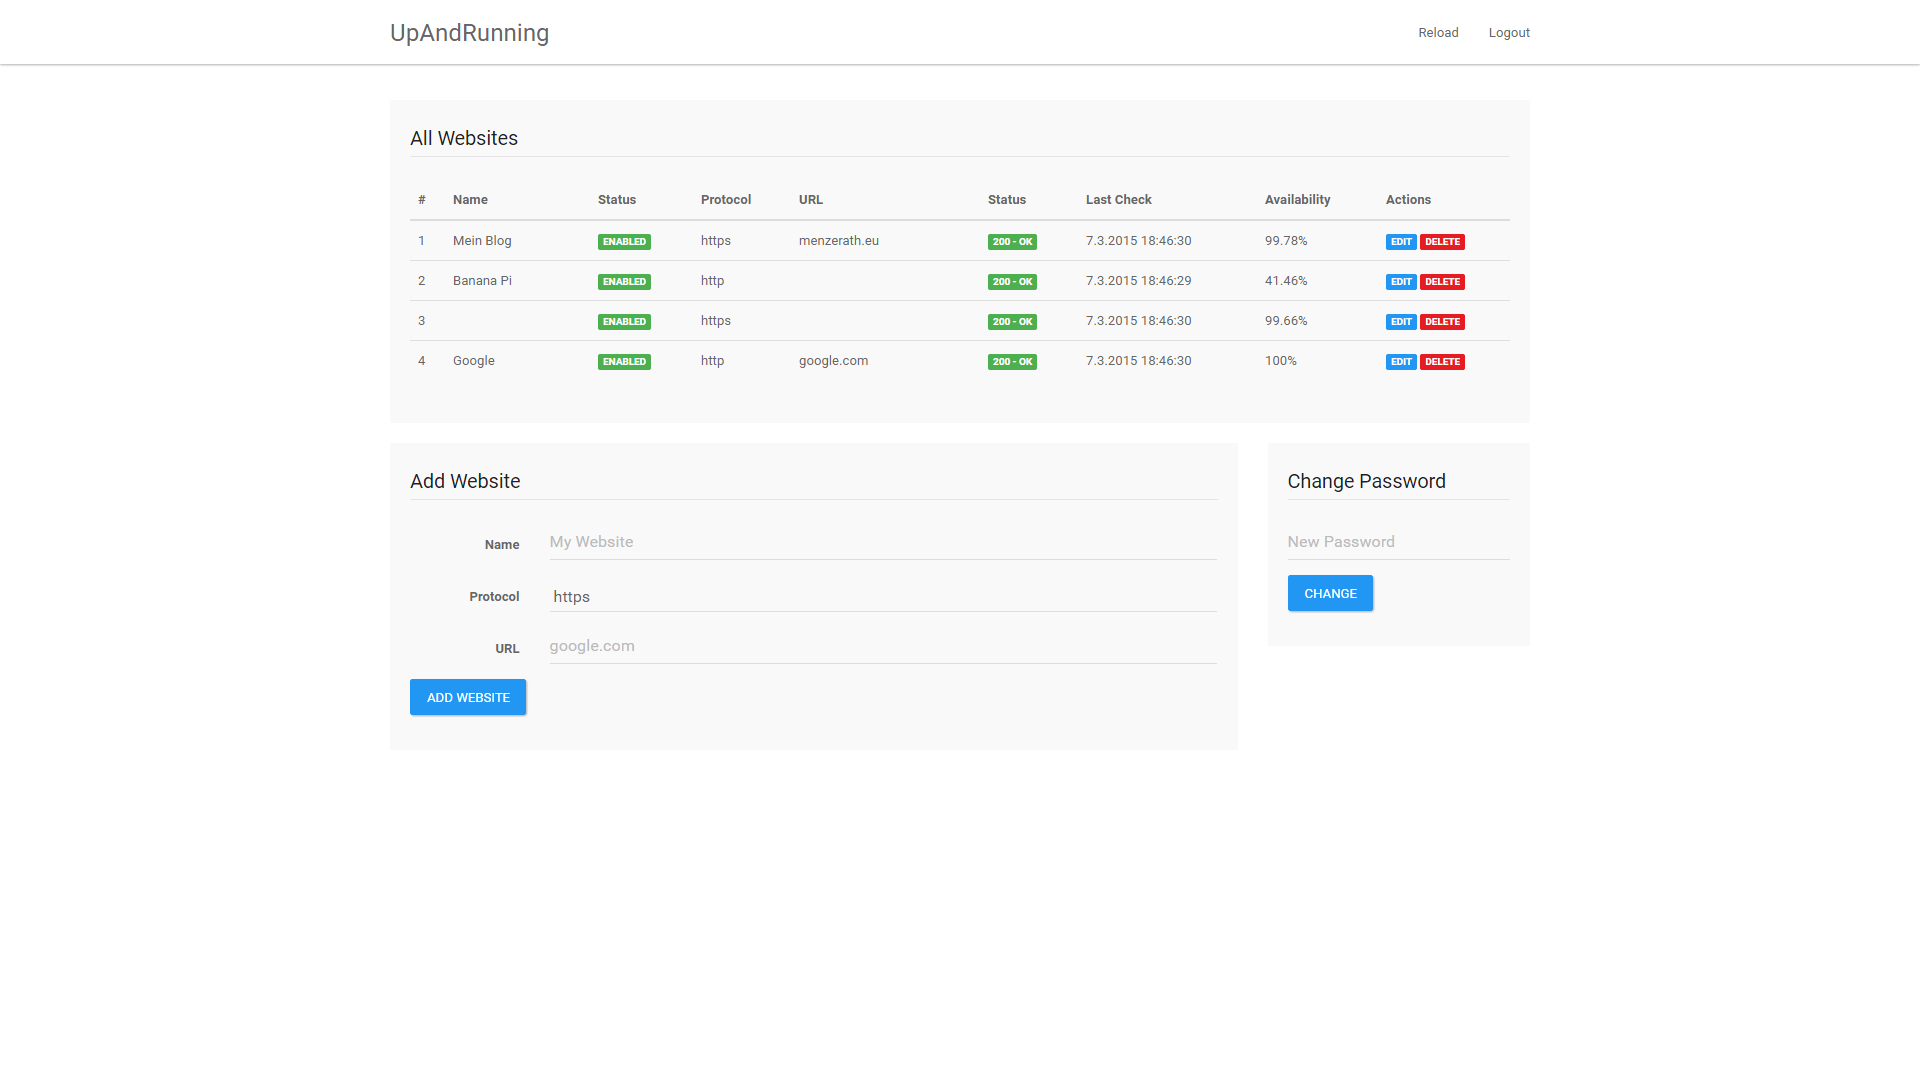 UpAndRunning Reload Logout
All Websites
# Name Status Protocol URL Status Last Check Availability Actions
1 Mein Blog ENABLED https menzerath.eu 200 - OK 7.3.2015 18:46:30 99.78% EDIT DELETE
2 Banana Pi ENABLED http 200 - OK 7.3.2015 18:46:29 41.46% EDIT DELETE
3 ENABLED https 200 - OK 7.3.2015 18:46:30 99.66% EDIT DELETE
4 Google ENABLED http google.com 200 - OK 7.3.2015 18:46:30 100% EDIT DELETE
Add Website
Name My Website
Protocol https
URL google.com
ADD WEBSITE
Change Password
New Password
CHANGE